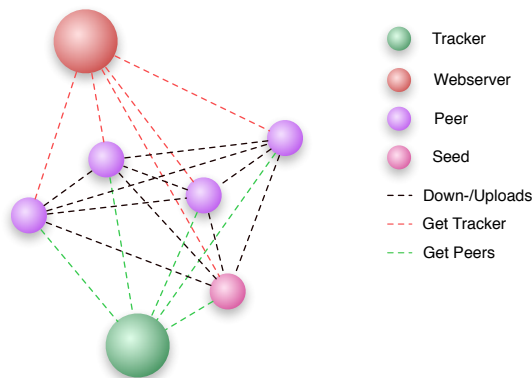 Tracker
Webserver
Peer
Seed
Down-/Uploads
Get Tracker
Get Peers